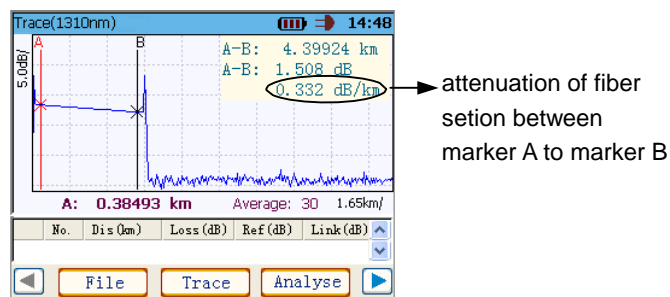 Trace(1310nm) 14:48
A B
A-B: 4.39924 km
A-B: 1.508 dB
0.332 dB/km
5.0dB/
attenuation of fiber
setion between
marker A to marker B
A: 0.38493 km Average: 30 1.65km/
No. Dis(km) Loss(dB) Ref(dB) Link(dB)
File Trace Analyse